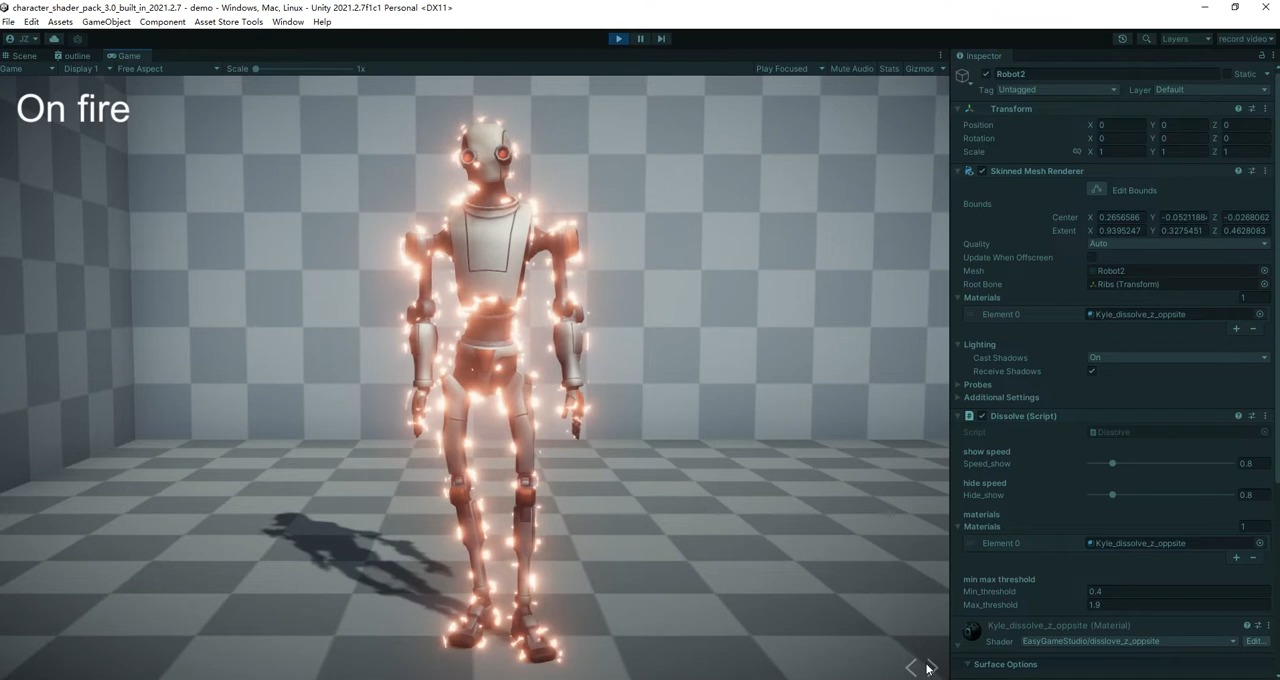 character_shader_pack_3.0_built_in_2021.2.7 - demo - Windows, Mac, Linux - Unity 2021.2.7f1c1 Personal <DX11>
File Edit Assets GameObject Component Asset Store Tools Window Help
JZ Layers record video
Scene outline Game
Game Display 1 Free Aspect Scale 1x Play Focused Mute Audio Stats Gizmos
On fire
Inspector
Robot2 Static
Tag Untagged Layer Default
Transform
Position X 0 Y 0 Z 0
Rotation X 0 Y 0 Z 0
Scale X 1 Y 1 Z 1
Skinned Mesh Renderer
Edit Bounds
Bounds
Center X 0.2656586 Y -0.0521188 Z -0.0268062
Extent X 0.9395247 Y 0.3275451 Z 0.4628083
Quality Auto
Update When Offscreen
Mesh Robot2
Root Bone Ribs (Transform)
Materials 1
Element 0 Kyle_dissolve_z_oppsite
Lighting
Cast Shadows On
Receive Shadows
Probes
Additional Settings
Dissolve (Script)
Script Dissolve
show speed
Speed_show 0.8
hide speed
Hide_show 0.8
materials
Materials 1
Element 0 Kyle_dissolve_z_oppsite
min max threshold
Min_threshold 0.4
Max_threshold 1.9
Kyle_dissolve_z_oppsite (Material)
Shader EasyGameStudio/disslove_z_oppsite Edit...
Surface Options